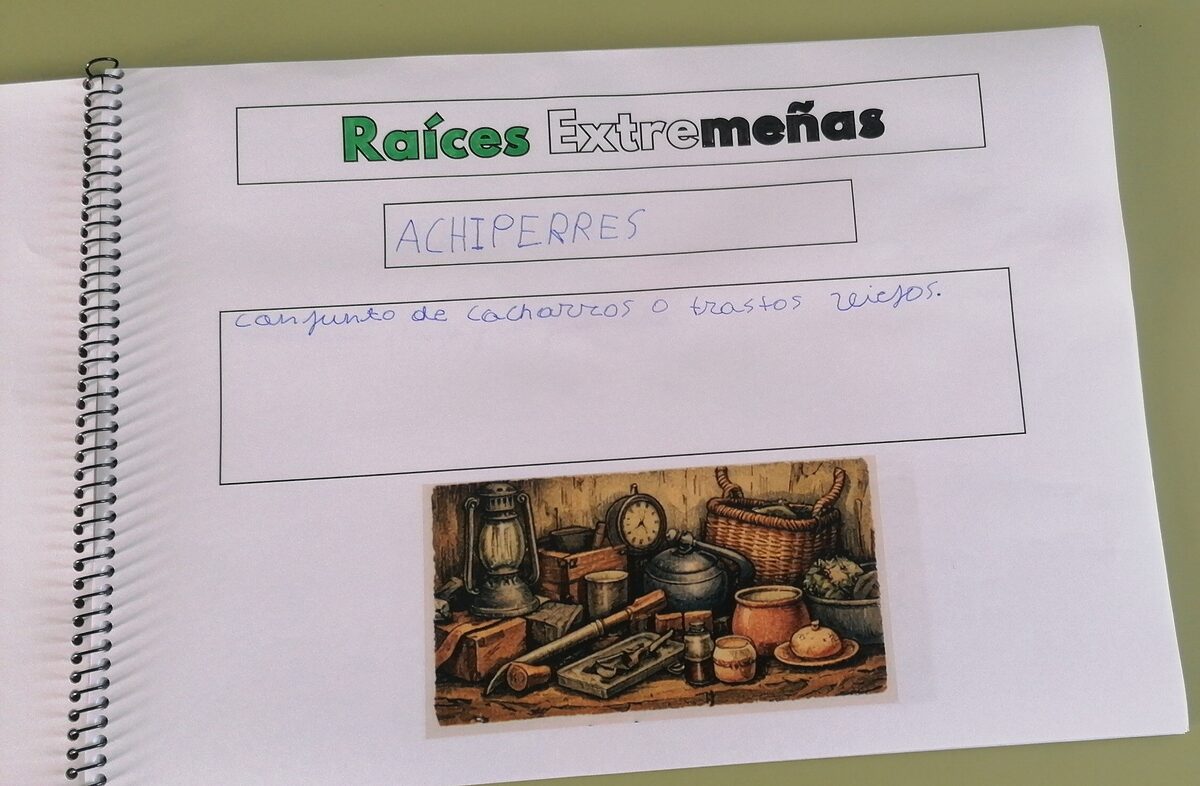 Raíces Extremeñas
ACHIPERRES
conjunto de cacharros o trastos viejos.